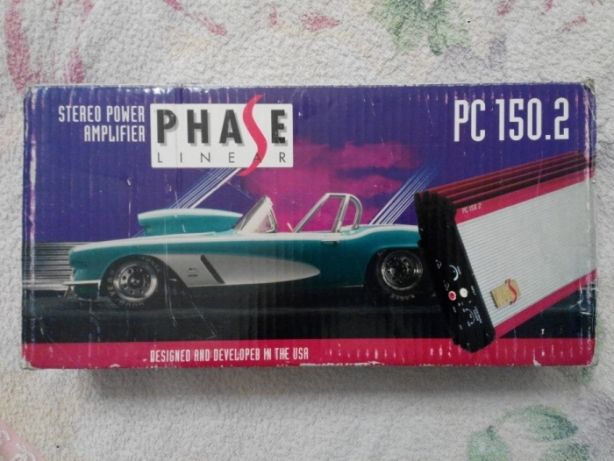 STEREO POWER
AMPLIFIER
PHASE
LINEAR
PC 150.2
PC 150.2
DESIGNED AND DEVELOPED IN THE USA